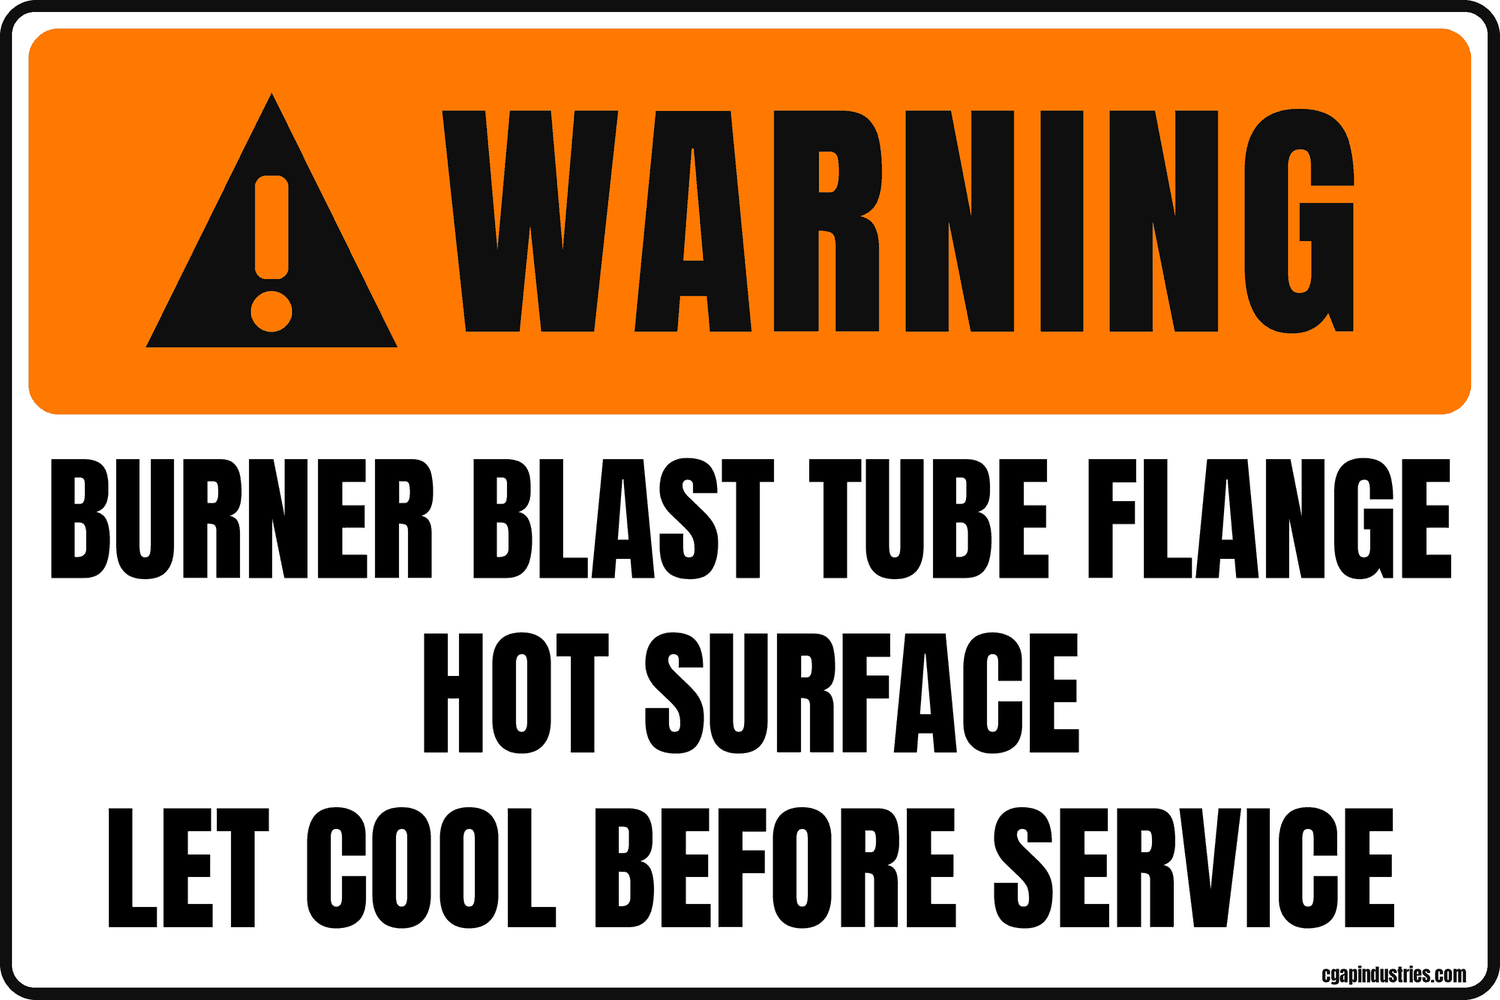 WARNING
BURNER BLAST TUBE FLANGE
HOT SURFACE
LET COOL BEFORE SERVICE
cgapindustries.com